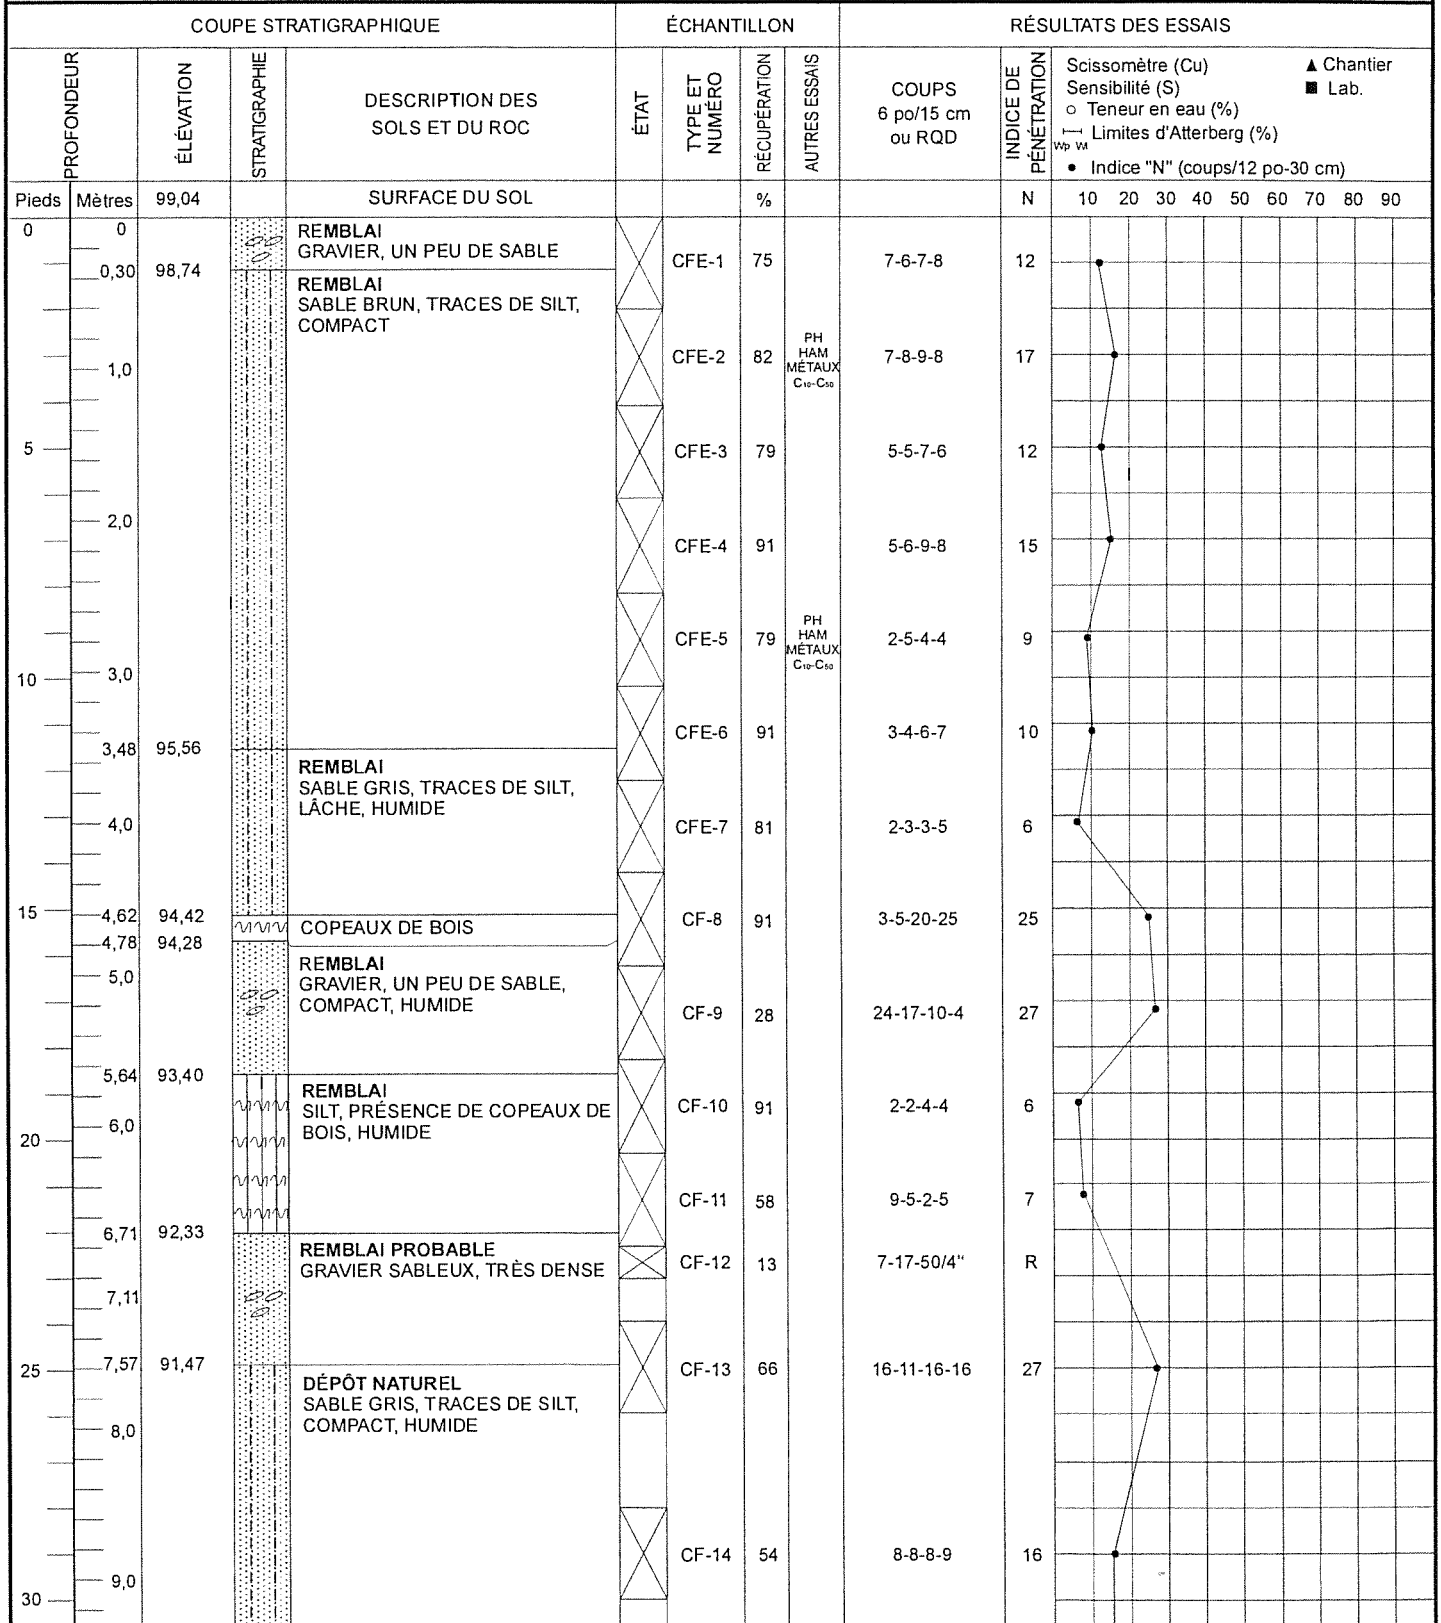 COUPE STRATIGRAPHIQUE
ÉCHANTILLON
RÉSULTATS DES ESSAIS
PROFONDEUR
ÉLÉVATION
STRATIGRAPHIE
DESCRIPTION DES
SOLS ET DU ROC
ÉTAT
TYPE ET
NUMÉRO
RÉCUPÉRATION
AUTRES ESSAIS
COUPS
6 po/15 cm
ou RQD
INDICE DE
PÉNÉTRATION
Scissomètre (Cu) ▲ Chantier
Sensibilité (S) ■ Lab.
○ Teneur en eau (%)
Limites d'Atterberg (%)
Wp Wl
● Indice "N" (coups/12 po-30 cm)
Pieds Mètres 99,04 SURFACE DU SOL % N 10 20 30 40 50 60 70 80 90
0 0 REMBLAI
GRAVIER, UN PEU DE SABLE
CFE-1 75 7-6-7-8 12
0,30 98,74
REMBLAI
SABLE BRUN, TRACES DE SILT,
COMPACT
1,0
CFE-2 82 7-8-9-8 17
PH
HAM
MÉTAUX
C10-C50
5 CFE-3 79 5-5-7-6 12
2,0
CFE-4 91 5-6-9-8 15
CFE-5 79 2-5-4-4 9
PH
HAM
MÉTAUX
C10-C50
10 3,0
CFE-6 91 3-4-6-7 10
3,48 95,56
REMBLAI
SABLE GRIS, TRACES DE SILT,
LÂCHE, HUMIDE
4,0 CFE-7 81 2-3-3-5 6
15 4,62 94,42 CF-8 91 3-5-20-25 25
COPEAUX DE BOIS
4,78 94,28
REMBLAI
GRAVIER, UN PEU DE SABLE,
COMPACT, HUMIDE
5,0
CF-9 28 24-17-10-4 27
5,64 93,40
REMBLAI
SILT, PRÉSENCE DE COPEAUX DE
BOIS, HUMIDE
CF-10 91 2-2-4-4 6
20 6,0
CF-11 58 9-5-2-5 7
6,71 92,33
REMBLAI PROBABLE
GRAVIER SABLEUX, TRÈS DENSE
CF-12 13 7-17-50/4" R
7,11
25 7,57 91,47 CF-13 66 16-11-16-16 27
DÉPÔT NATUREL
SABLE GRIS, TRACES DE SILT,
COMPACT, HUMIDE
8,0
CF-14 54 8-8-8-9 16
9,0
30